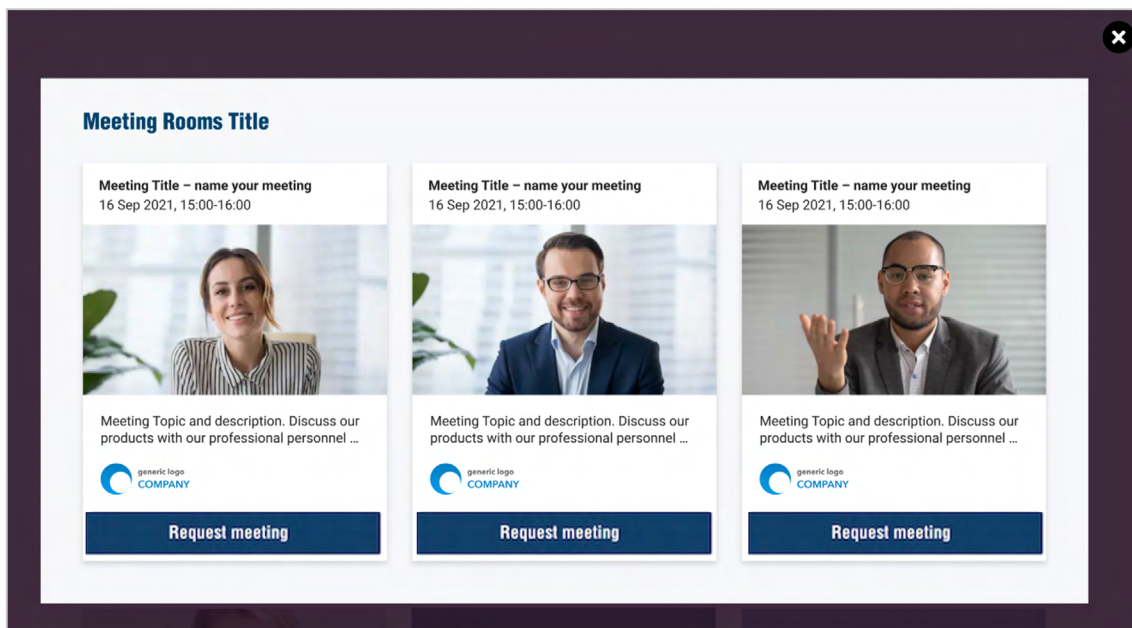 Meeting Rooms Title
Meeting Title – name your meeting
16 Sep 2021, 15:00-16:00
Meeting Topic and description. Discuss our
products with our professional personnel ...
generic logo
COMPANY
Request meeting
Meeting Title – name your meeting
16 Sep 2021, 15:00-16:00
Meeting Topic and description. Discuss our
products with our professional personnel ...
generic logo
COMPANY
Request meeting
Meeting Title – name your meeting
16 Sep 2021, 15:00-16:00
Meeting Topic and description. Discuss our
products with our professional personnel ...
generic logo
COMPANY
Request meeting